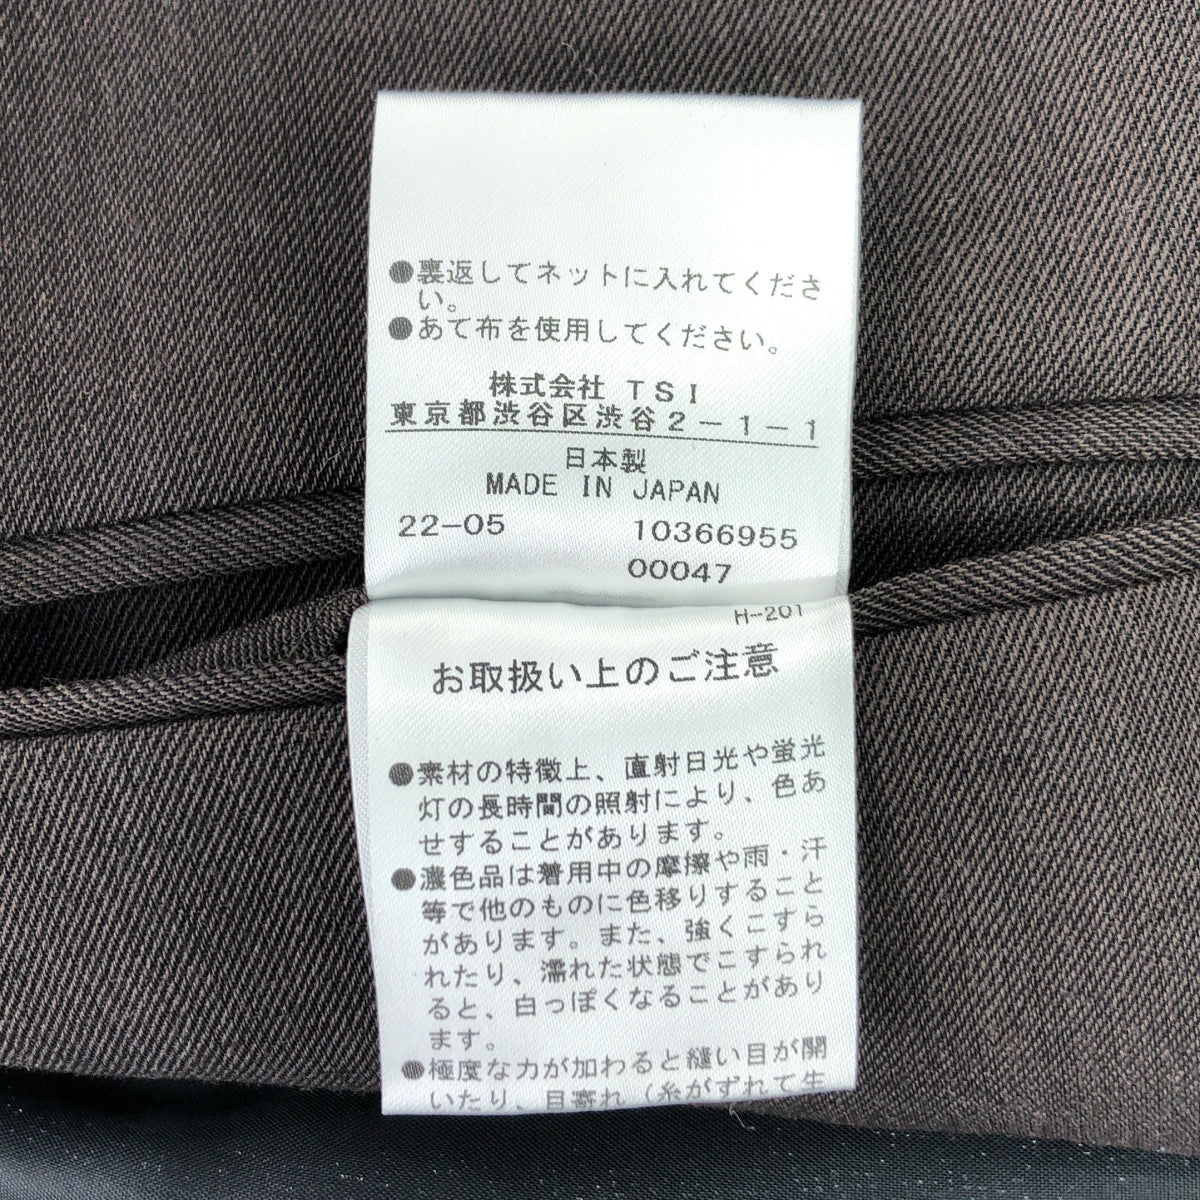 ●裏返してネットに入れてくださ
い。
●あて布を使用してください。
株式会社 TSI
東京都渋谷区渋谷2-1-1
日本製
MADE IN JAPAN
22-05 10366955
00047
H-201
お取扱い上のご注意
●素材の特徴上、直射日光や蛍光
灯の長時間の照射により、色あ
せすることがあります。
●濃色品は着用中の摩擦や雨・汗
等で他のものに色移りすること
があります。また、強くこすら
れたり、濡れた状態でこすられ
ると、白っぽくなることがあり
ます。
●極度な力が加わると縫い目が開
いたり、目寄れ（糸がずれて生